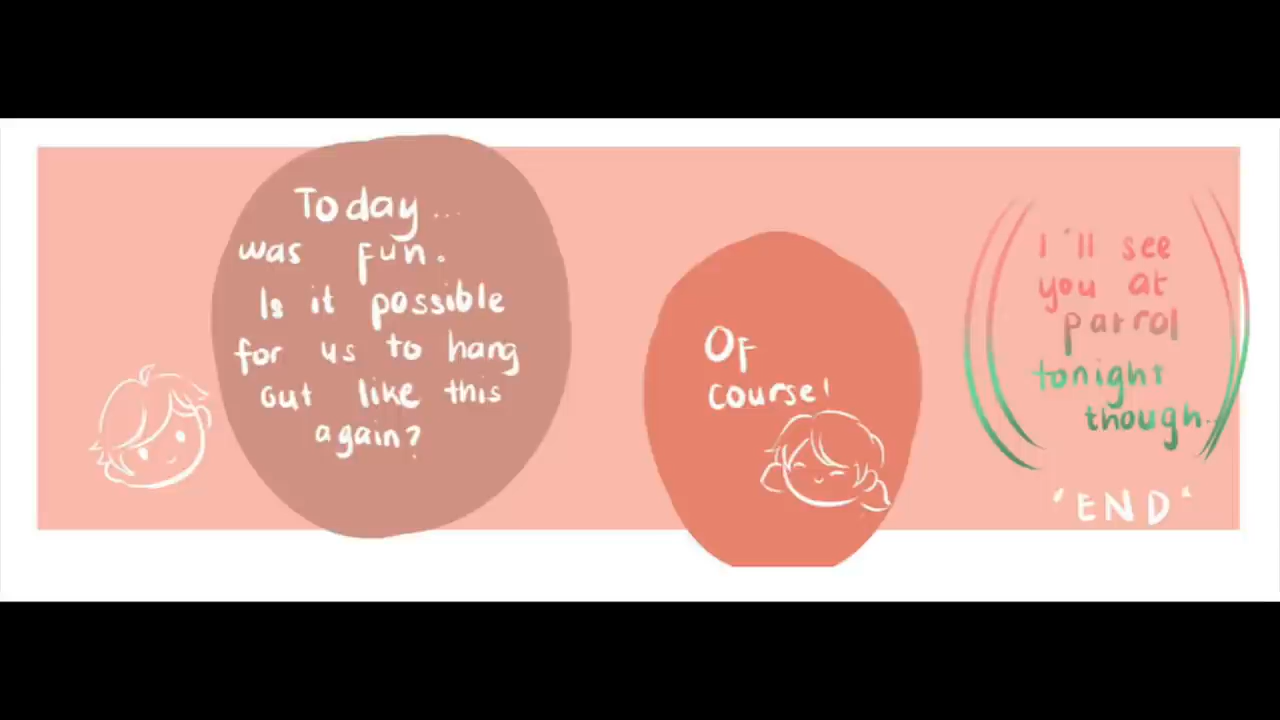 Today...
was fun.
Is it possible
for us to hang
out like this
again?
Of
course!
I'll see
you at
patrol
tonight
though..
'END'